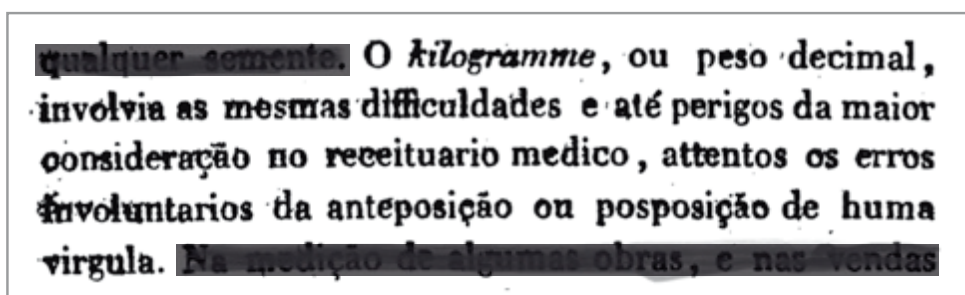 qualquer semente. O kilogramme, ou peso decimal,
involvia as mesmas difficuldades e até perigos da maior
consideração no receituario medico, attentos os erros
involuntarios da anteposição ou posposição de huma
virgula. Na medição de algumas obras, e nas vendas